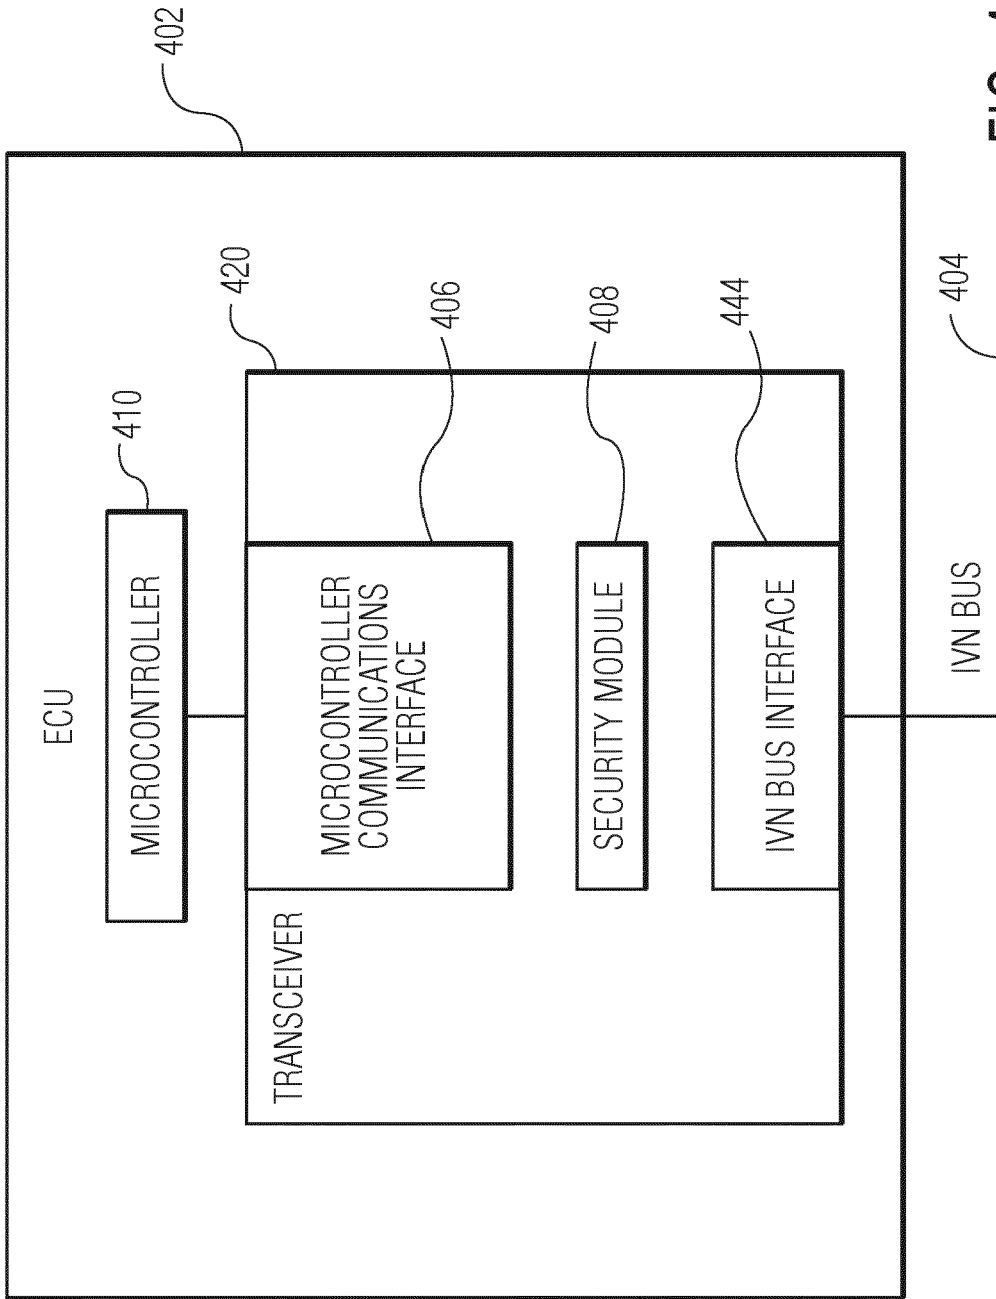 ECU
402
MICROCONTROLLER
410
420
TRANSCEIVER
MICROCONTROLLER
COMMUNICATIONS
INTERFACE
406
SECURITY MODULE
408
IVN BUS INTERFACE
444
IVN BUS
404
FIG.